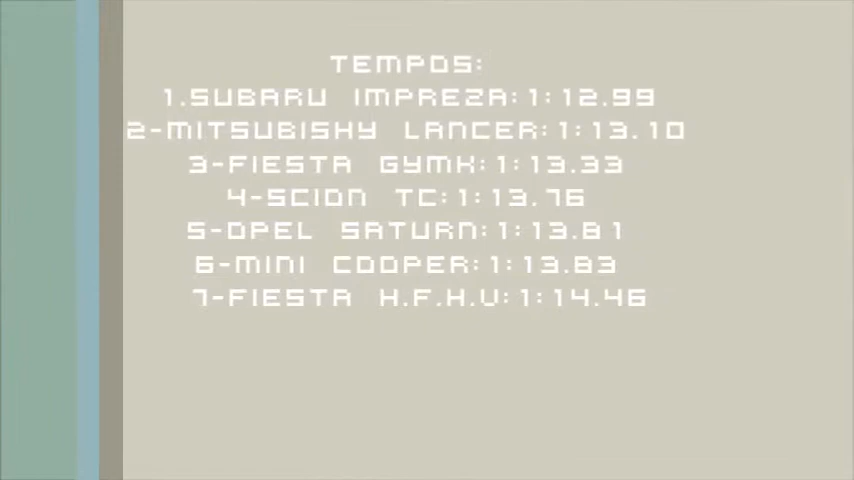 TEMPOS:
1.SUBARU IMPREZA:1:12.99
2-MITSUBISHY LANCER:1:13.10
3-FIESTA GYMK:1:13.33
4-SCION TC:1:13.76
5-OPEL SATURN:1:13.81
6-MINI COOPER:1:13.83
7-FIESTA H.F.H.V:1:14.46